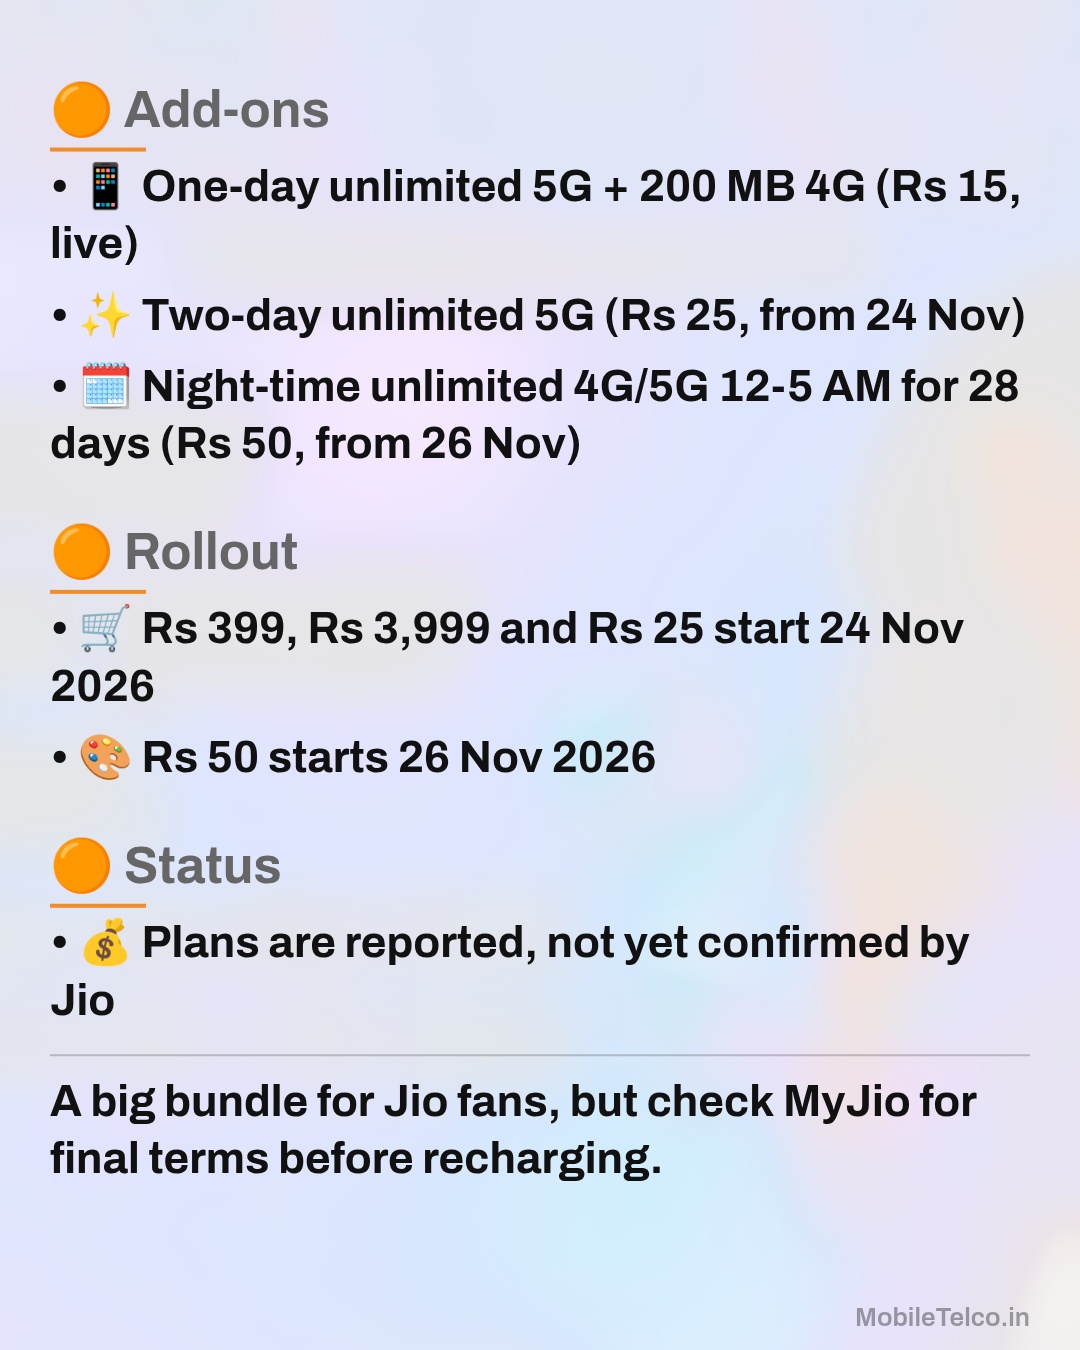 🟠 Add-ons
• 📱 One-day unlimited 5G + 200 MB 4G (Rs 15,
live)
• ✨ Two-day unlimited 5G (Rs 25, from 24 Nov)
• 🗓️ Night-time unlimited 4G/5G 12-5 AM for 28
days (Rs 50, from 26 Nov)
🟠 Rollout
• 🛒 Rs 399, Rs 3,999 and Rs 25 start 24 Nov
2026
• 🎨 Rs 50 starts 26 Nov 2026
🟠 Status
• 💰 Plans are reported, not yet confirmed by
Jio
A big bundle for Jio fans, but check MyJio for
final terms before recharging.
MobileTelco.in